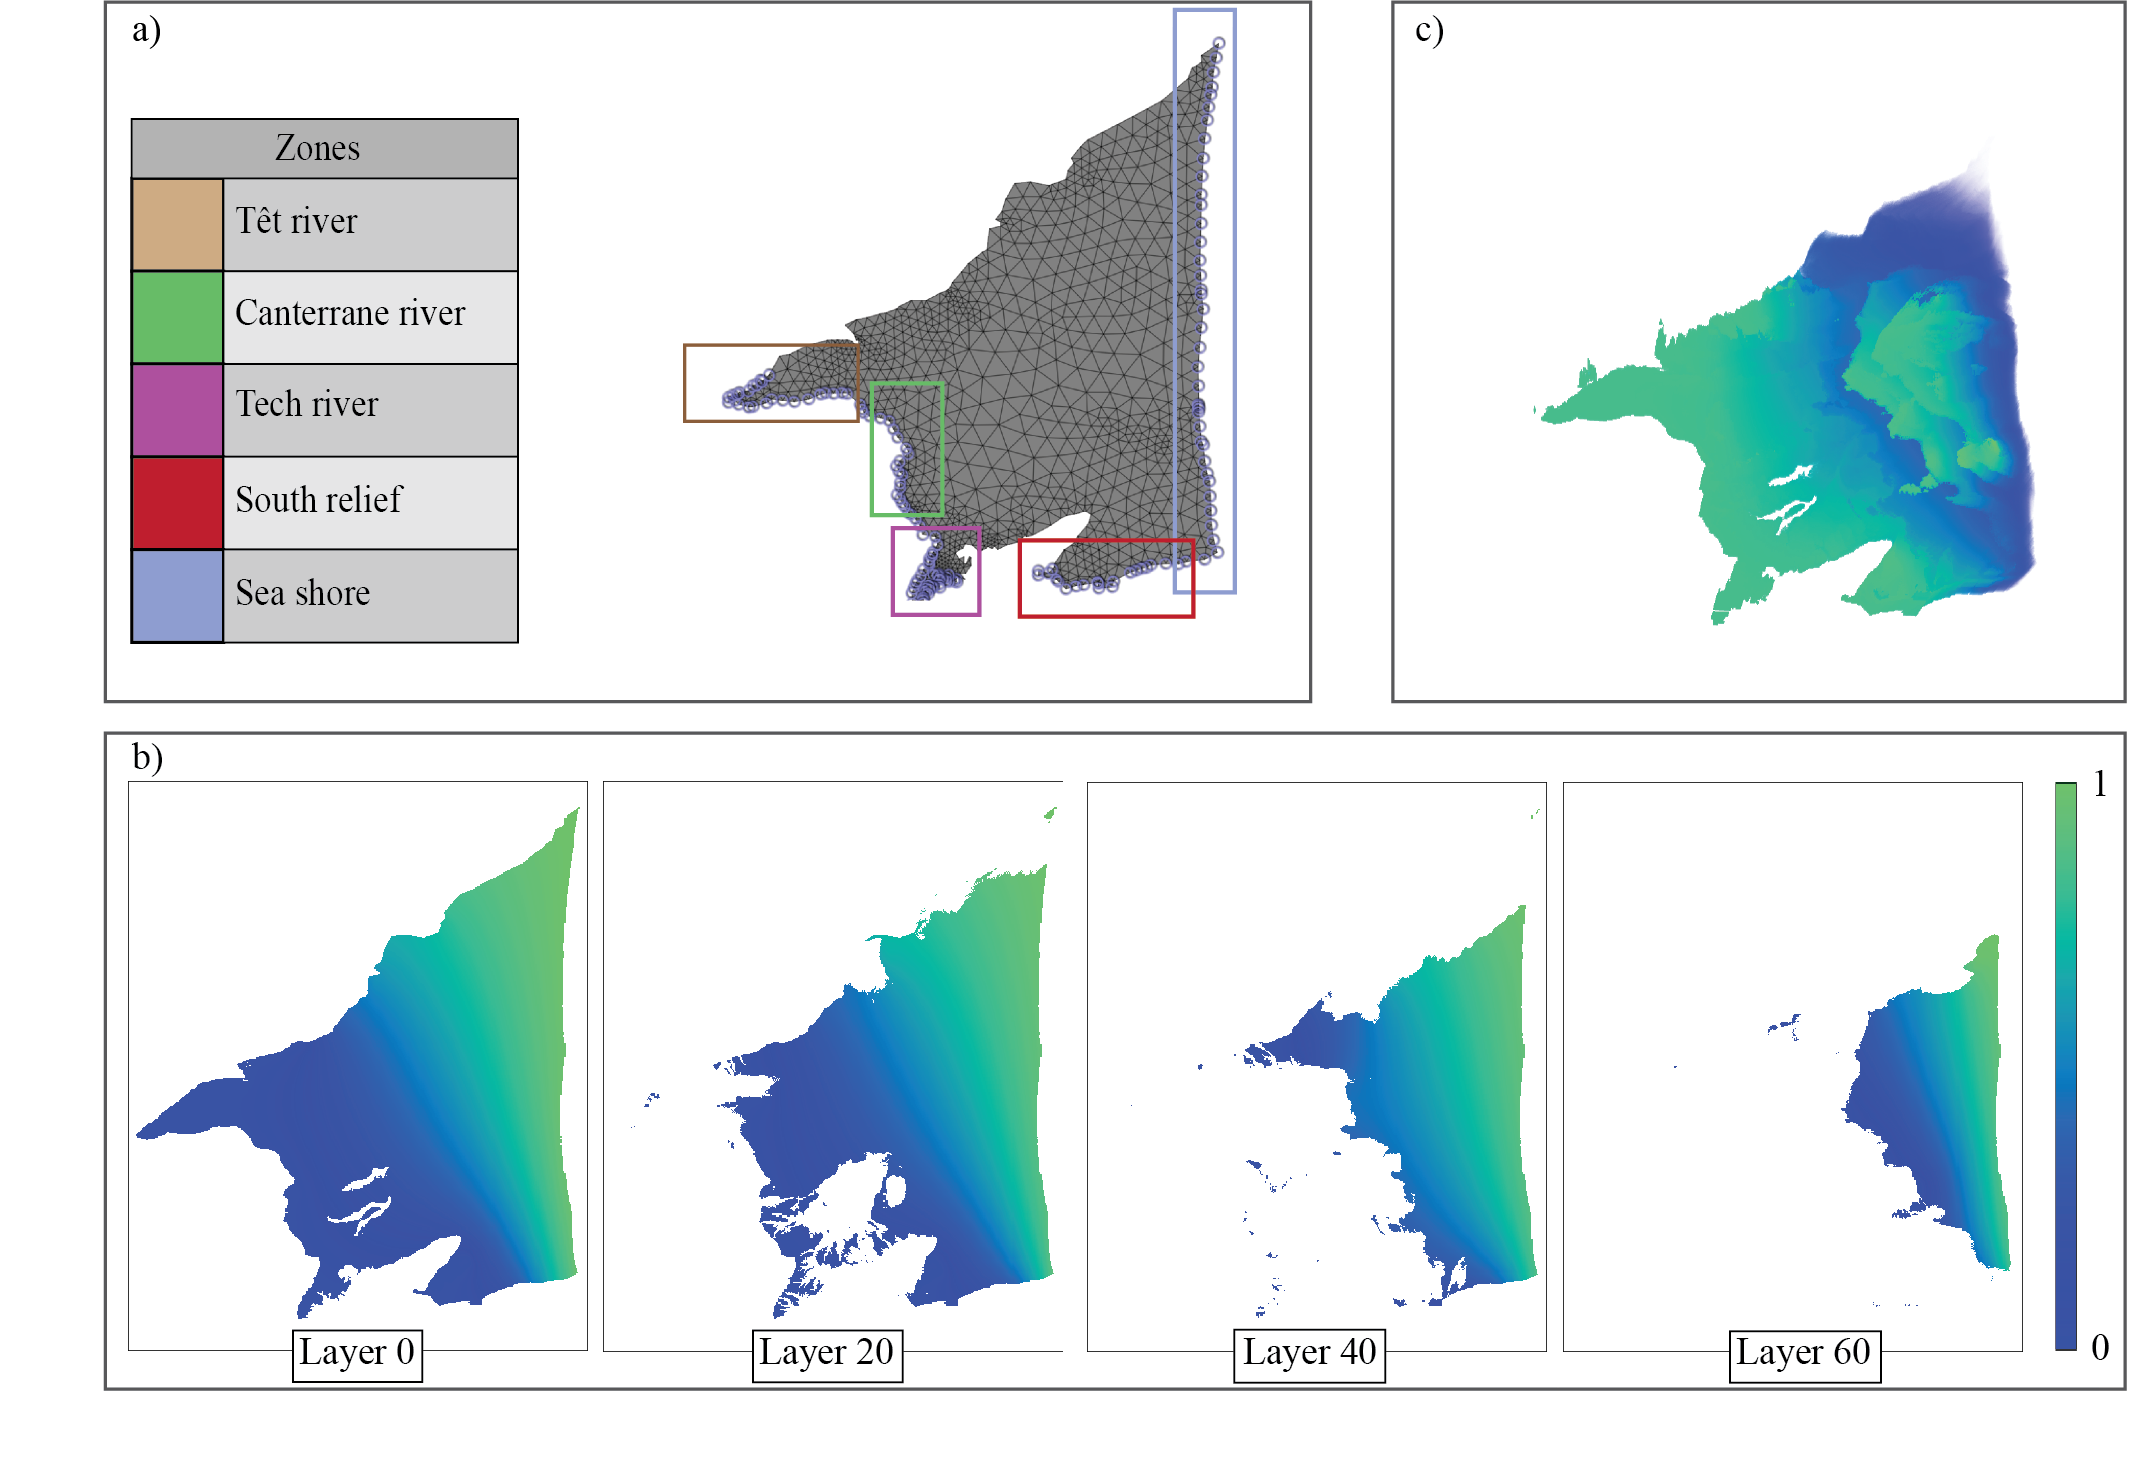 a)
Zones
Têt river
Canterrane river
Tech river
South relief
Sea shore
c)
b)
1
0
Layer 0
Layer 20
Layer 40
Layer 60